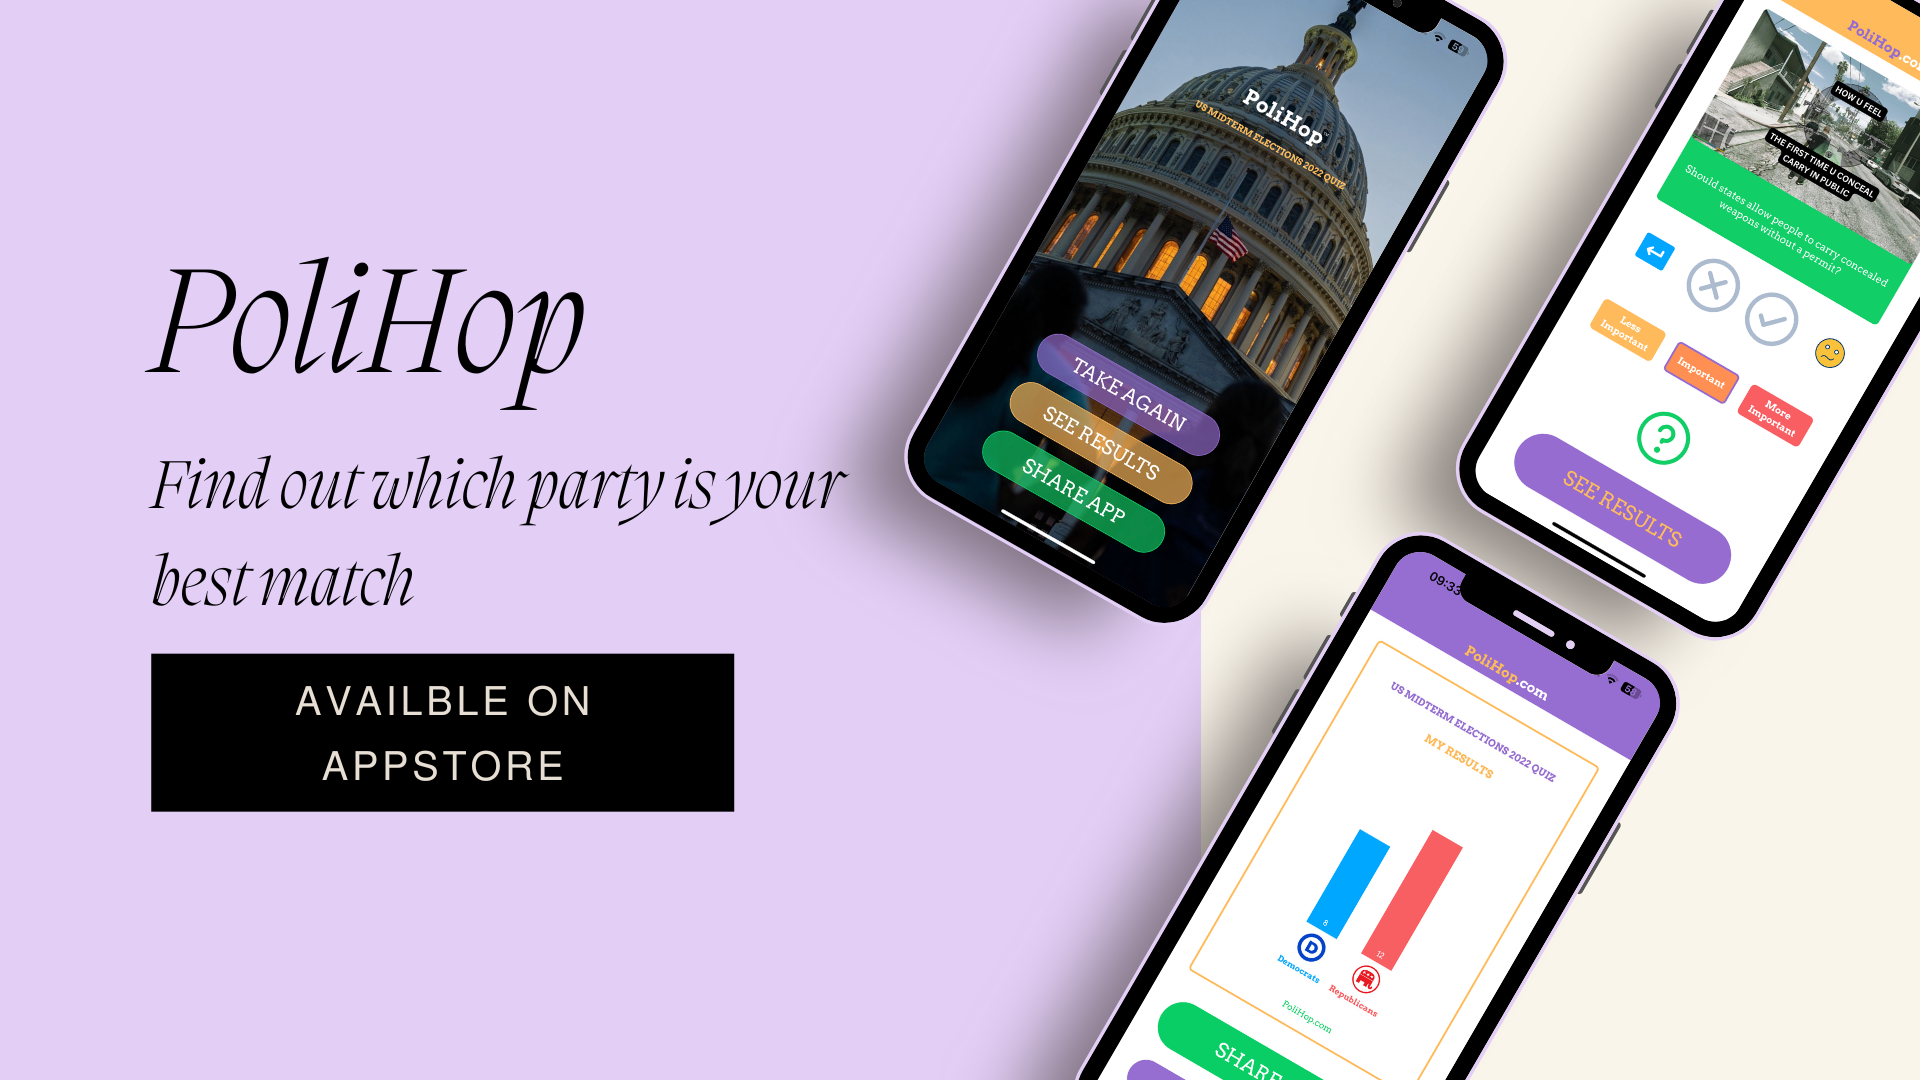 PoliHop
Find out which party is your
best match
AVAILBLE ON
APPSTORE
PoliHop
US MIDTERM ELECTIONS 2022 QUIZ
TAKE AGAIN
SEE RESULTS
SHARE APP
PoliHop.co
HOW U FEEL
THE FIRST TIME U CONCEAL
CARRY IN PUBLIC
Should states allow people to carry concealed
weapons without a permit?
Less
Important
Important
More
Important
?
SEE RESULTS
09:33
PoliHop.com
US MIDTERM ELECTIONS 2022 QUIZ
MY RESULTS
8
12
D
Democrats
Republicans
PoliHop.com
SHARE